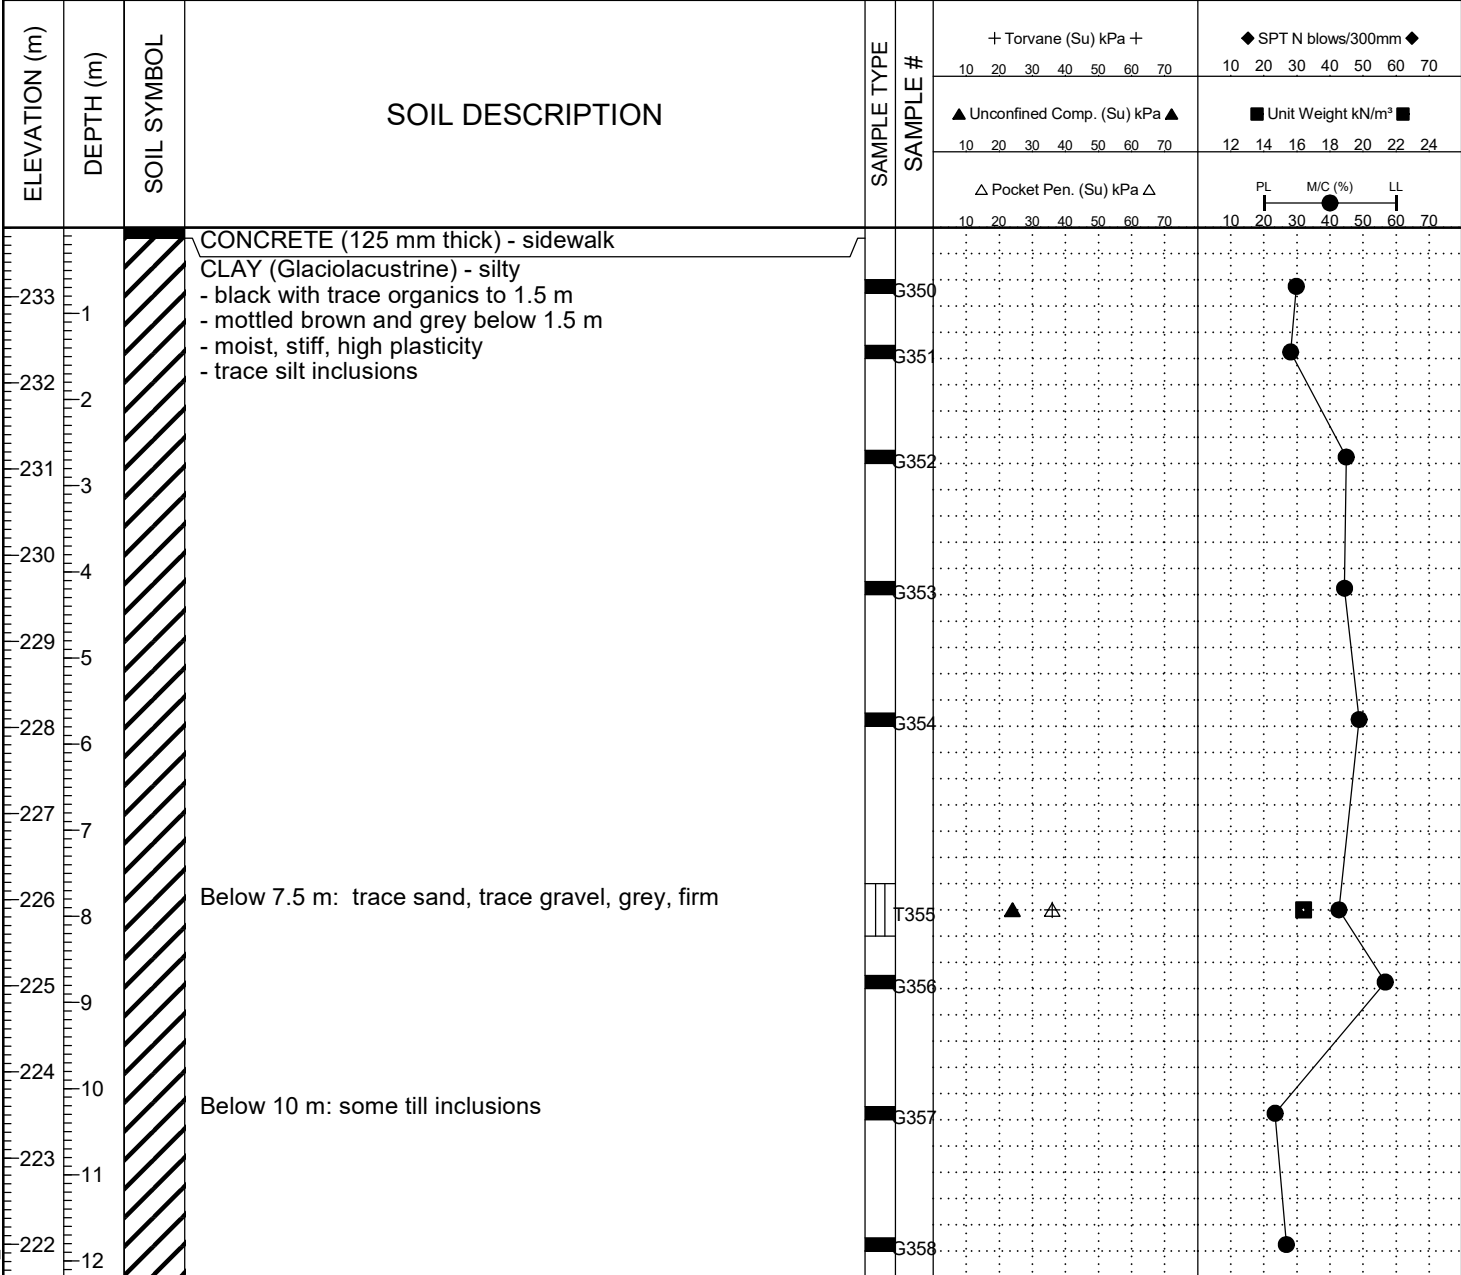 ELEVATION (m)
DEPTH (m)
SOIL SYMBOL
SOIL DESCRIPTION
SAMPLE TYPE
SAMPLE #
+ Torvane (Su) kPa +
10 20 30 40 50 60 70
▲ Unconfined Comp. (Su) kPa ▲
10 20 30 40 50 60 70
△ Pocket Pen. (Su) kPa △
10 20 30 40 50 60 70
◆ SPT N blows/300mm ◆
10 20 30 40 50 60 70
■ Unit Weight kN/m³ ■
12 14 16 18 20 22 24
PL M/C (%) LL
10 20 30 40 50 60 70
CONCRETE (125 mm thick) - sidewalk
CLAY (Glaciolacustrine) - silty
G350
233
- black with trace organics to 1.5 m
1
- mottled brown and grey below 1.5 m
- moist, stiff, high plasticity
G351
- trace silt inclusions
232
2
G352
231
3
230
4
G353
229
5
G354
228
6
227
7
226
Below 7.5 m: trace sand, trace gravel, grey, firm
8
T355
225
G356
9
224
10
Below 10 m: some till inclusions
G357
223
11
222
G358
12